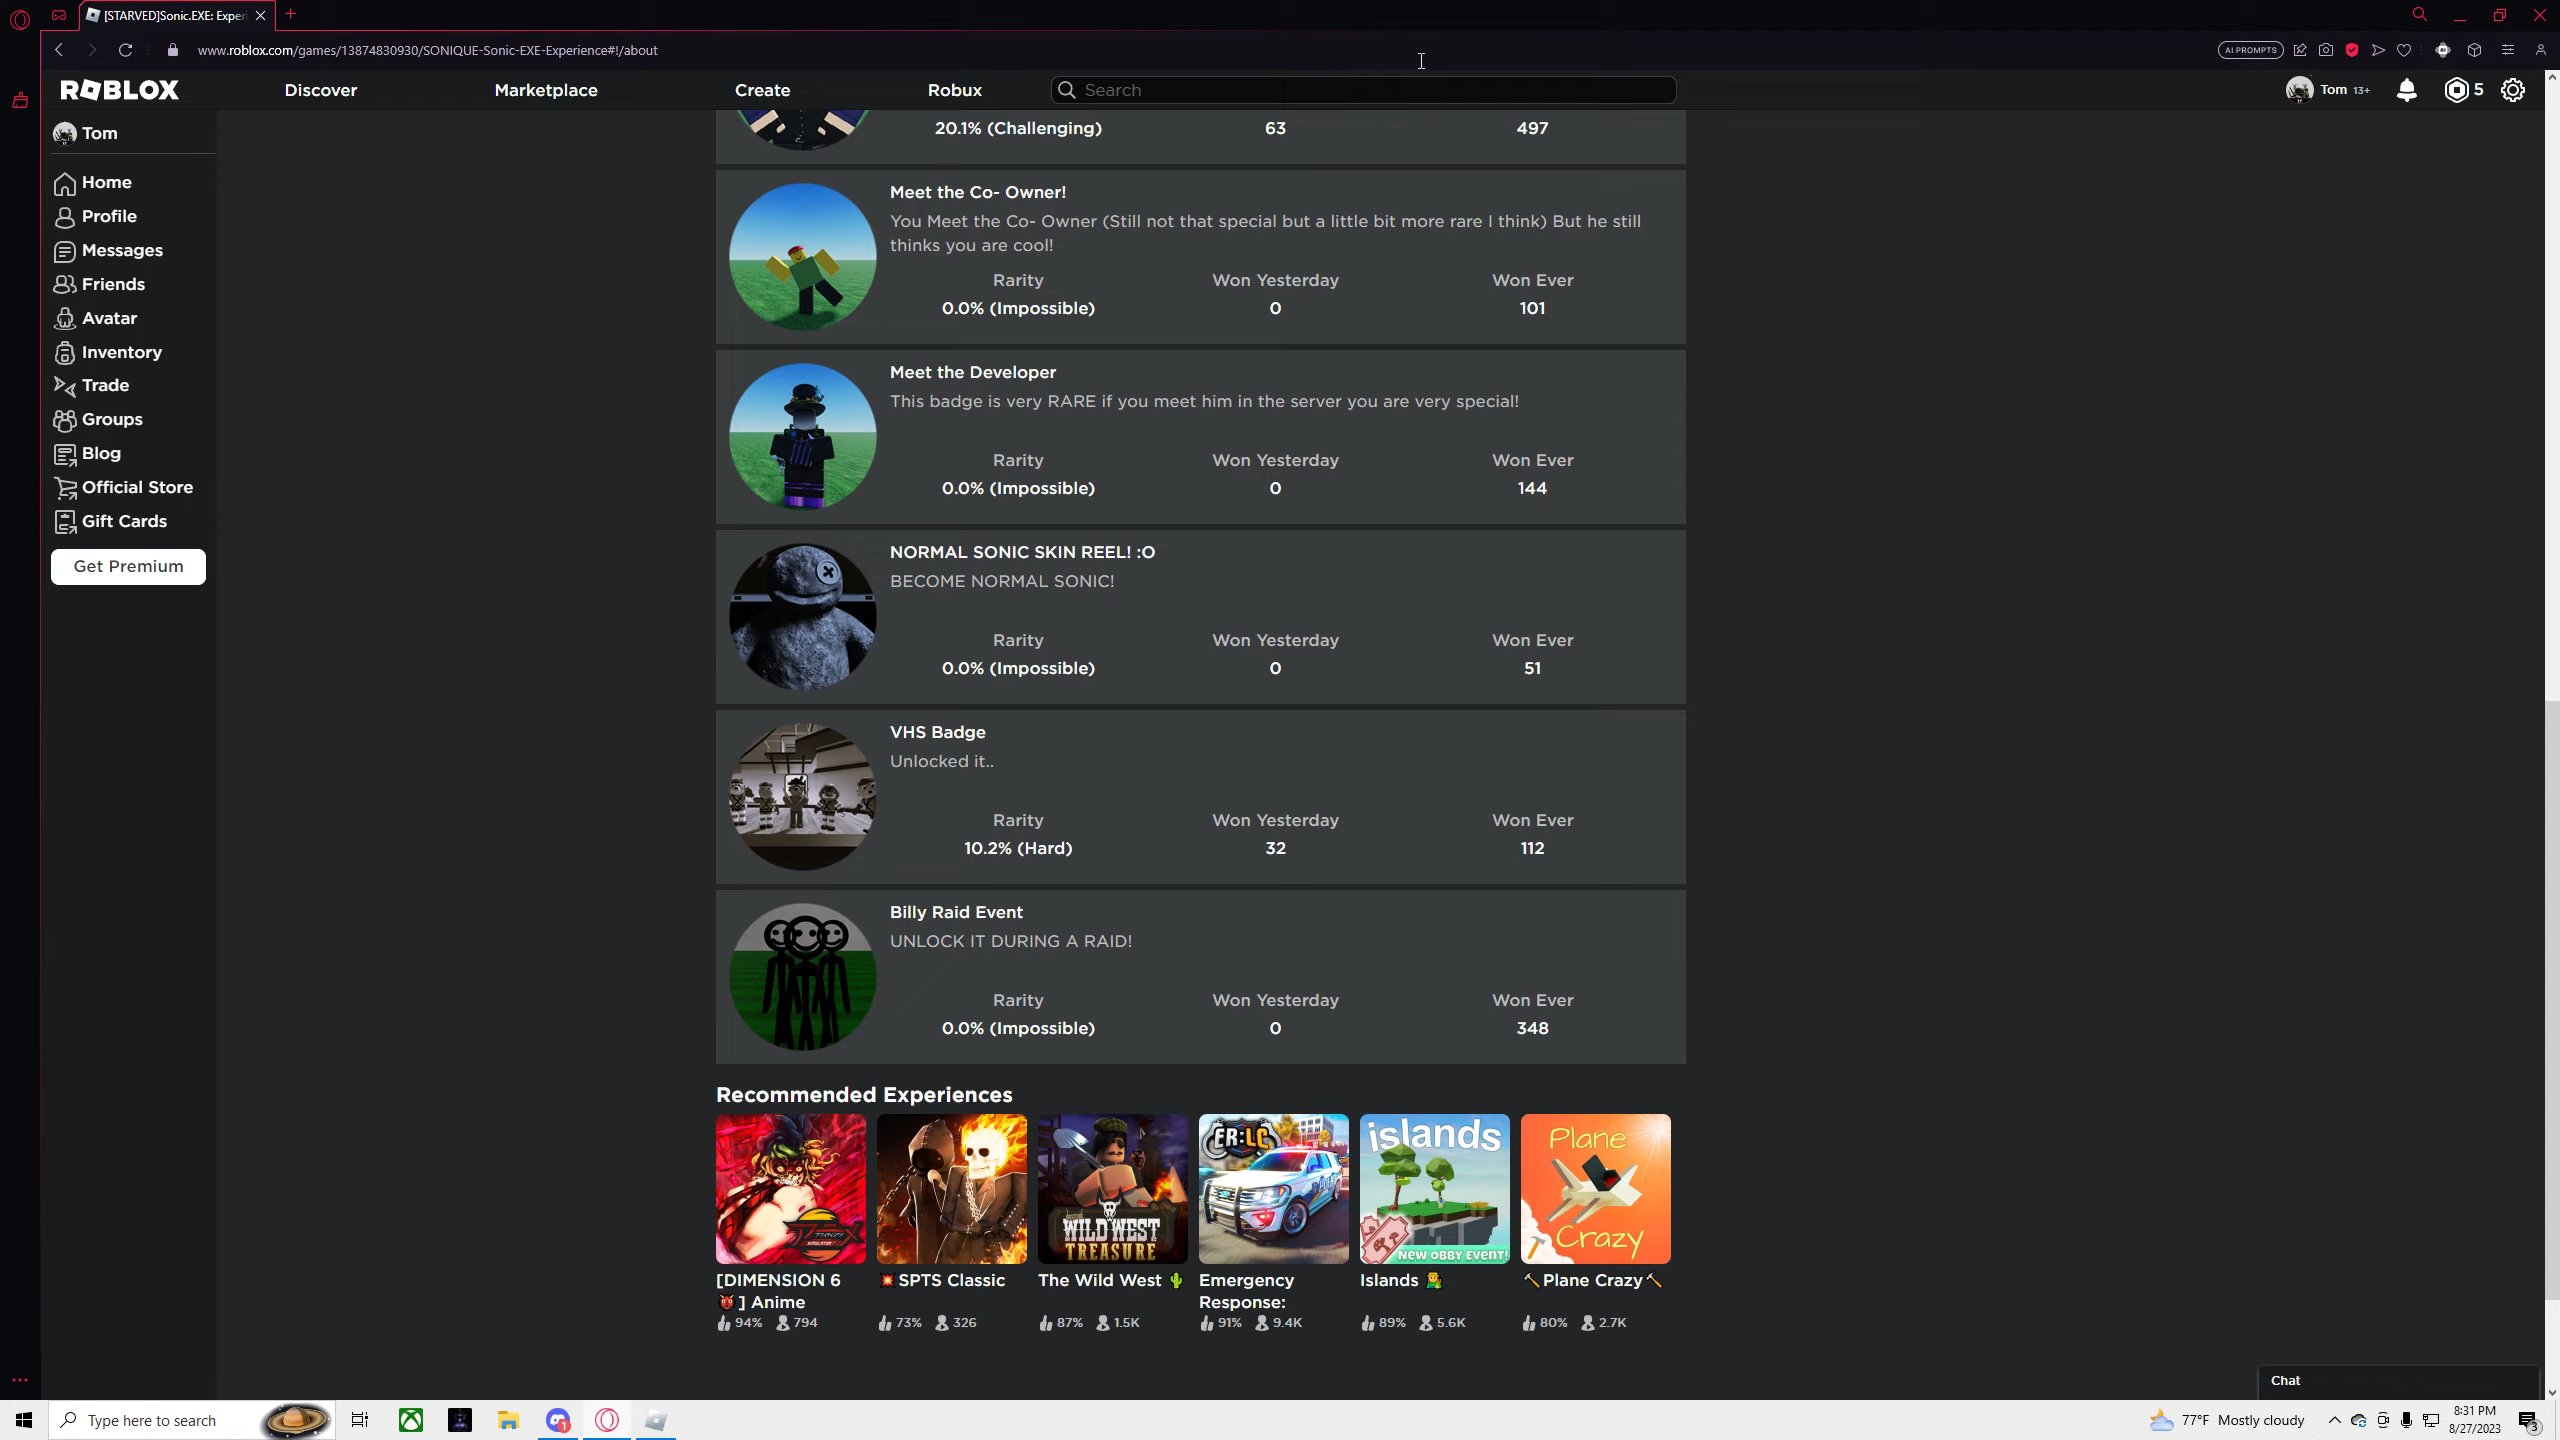 [STARVED]Sonic.EXE: Exper
www.roblox.com/games/13874830930/SONIQUE-Sonic-EXE-Experience#!/about
AI PROMPTS
ROBLOX
Discover
Marketplace
Create
Robux
Search
Tom 13+
5
Tom
Home
Profile
Messages
Friends
Avatar
Inventory
Trade
Groups
Blog
Official Store
Gift Cards
Get Premium
20.1% (Challenging) 63 497
Meet the Co- Owner!
You Meet the Co- Owner (Still not that special but a little bit more rare I think) But he still
thinks you are cool!
Rarity Won Yesterday Won Ever
0.0% (Impossible) 0 101
Meet the Developer
This badge is very RARE if you meet him in the server you are very special!
Rarity Won Yesterday Won Ever
0.0% (Impossible) 0 144
NORMAL SONIC SKIN REEL! :O
BECOME NORMAL SONIC!
Rarity Won Yesterday Won Ever
0.0% (Impossible) 0 51
VHS Badge
Unlocked it..
Rarity Won Yesterday Won Ever
10.2% (Hard) 32 112
Billy Raid Event
UNLOCK IT DURING A RAID!
Rarity Won Yesterday Won Ever
0.0% (Impossible) 0 348
Recommended Experiences
WILD WEST
TREASURE
ER:LC
islands
NEW OBBY EVENT!
Plane
Crazy
[DIMENSION 6
👹] Anime
94% 794
💥SPTS Classic
73% 326
The Wild West 🌵
87% 1.5K
Emergency
Response:
91% 9.4K
Islands 👨‍🌾
89% 5.6K
🔨Plane Crazy🔨
80% 2.7K
Chat
Type here to search
1
77°F Mostly cloudy
8:31 PM
8/27/2023
3